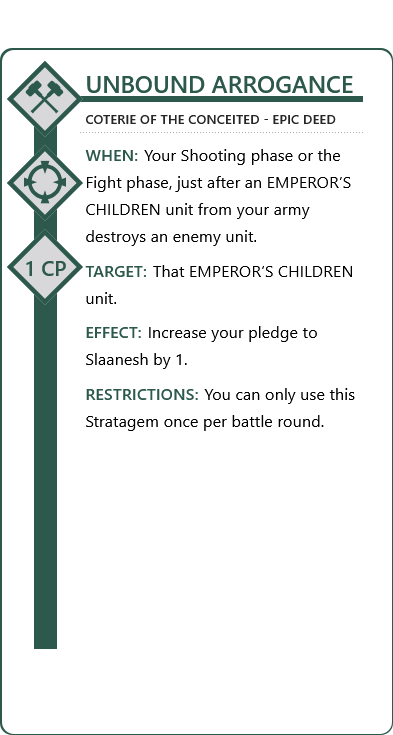 UNBOUND ARROGANCE
COTERIE OF THE CONCEITED - EPIC DEED
WHEN: Your Shooting phase or the
Fight phase, just after an EMPEROR’S
CHILDREN unit from your army
destroys an enemy unit.
1 CP
TARGET: That EMPEROR’S CHILDREN
unit.
EFFECT: Increase your pledge to
Slaanesh by 1.
RESTRICTIONS: You can only use this
Stratagem once per battle round.